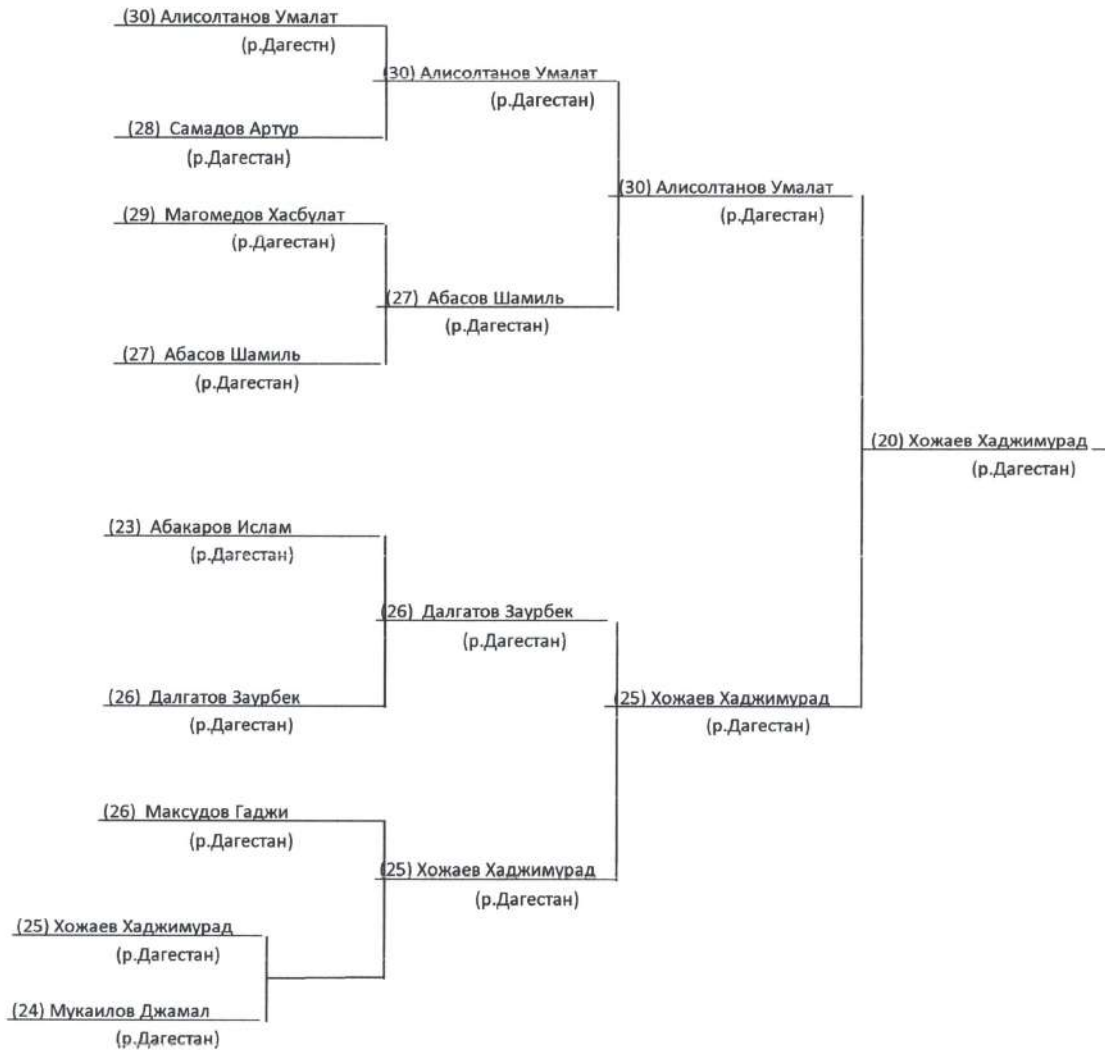 (30) Алисолтанов Умалат
(р.Дагестн)
(30) Алисолтанов Умалат
(р.Дагестан)
(28) Самадов Артур
(р.Дагестан)
(30) Алисолтанов Умалат
(р.Дагестан)
(29) Магомедов Хасбулат
(р.Дагестан)
(27) Абасов Шамиль
(р.Дагестан)
(27) Абасов Шамиль
(р.Дагестан)
(20) Хожаев Хаджимурад
(р.Дагестан)
(23) Абакаров Ислам
(р.Дагестан)
(26) Далгатов Заурбек
(р.Дагестан)
(26) Далгатов Заурбек
(р.Дагестан)
(25) Хожаев Хаджимурад
(р.Дагестан)
(26) Максудов Гаджи
(р.Дагестан)
(25) Хожаев Хаджимурад
(р.Дагестан)
(25) Хожаев Хаджимурад
(р.Дагестан)
(24) Мукаилов Джамал
(р.Дагестан)